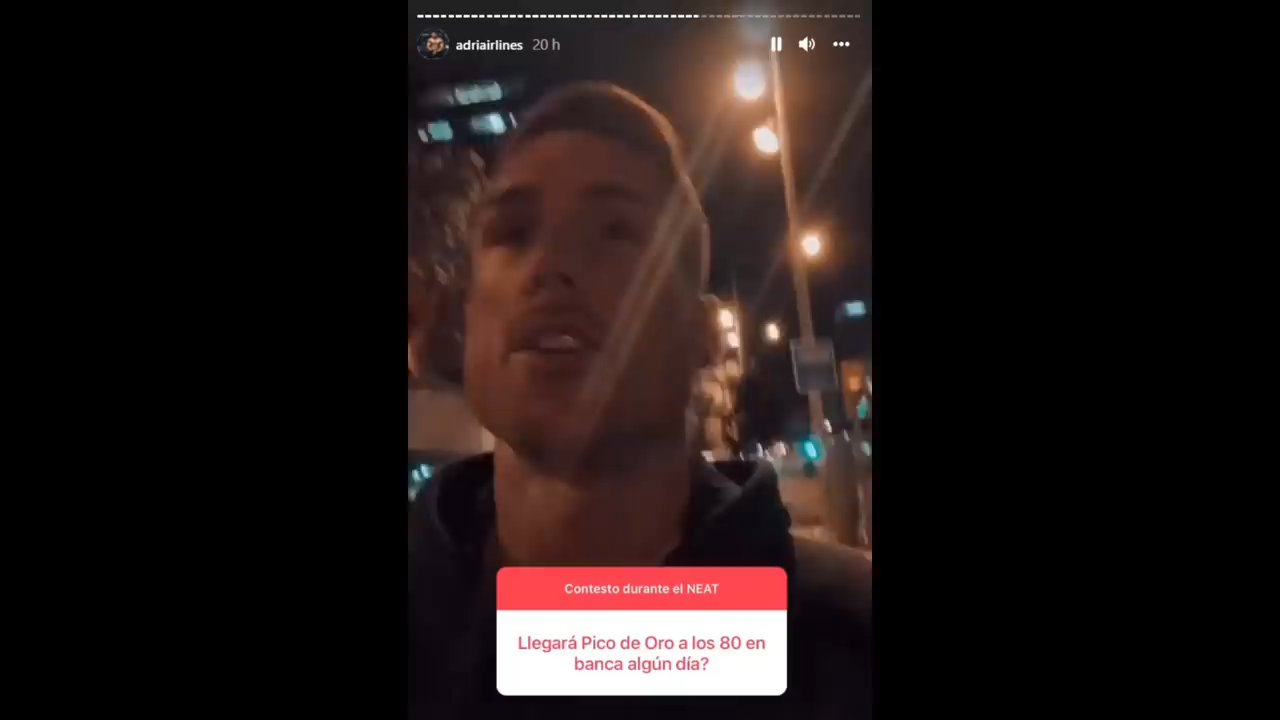 adriairlines 20 h
Contesto durante el NEAT
Llegará Pico de Oro a los 80 en
banca algún día?